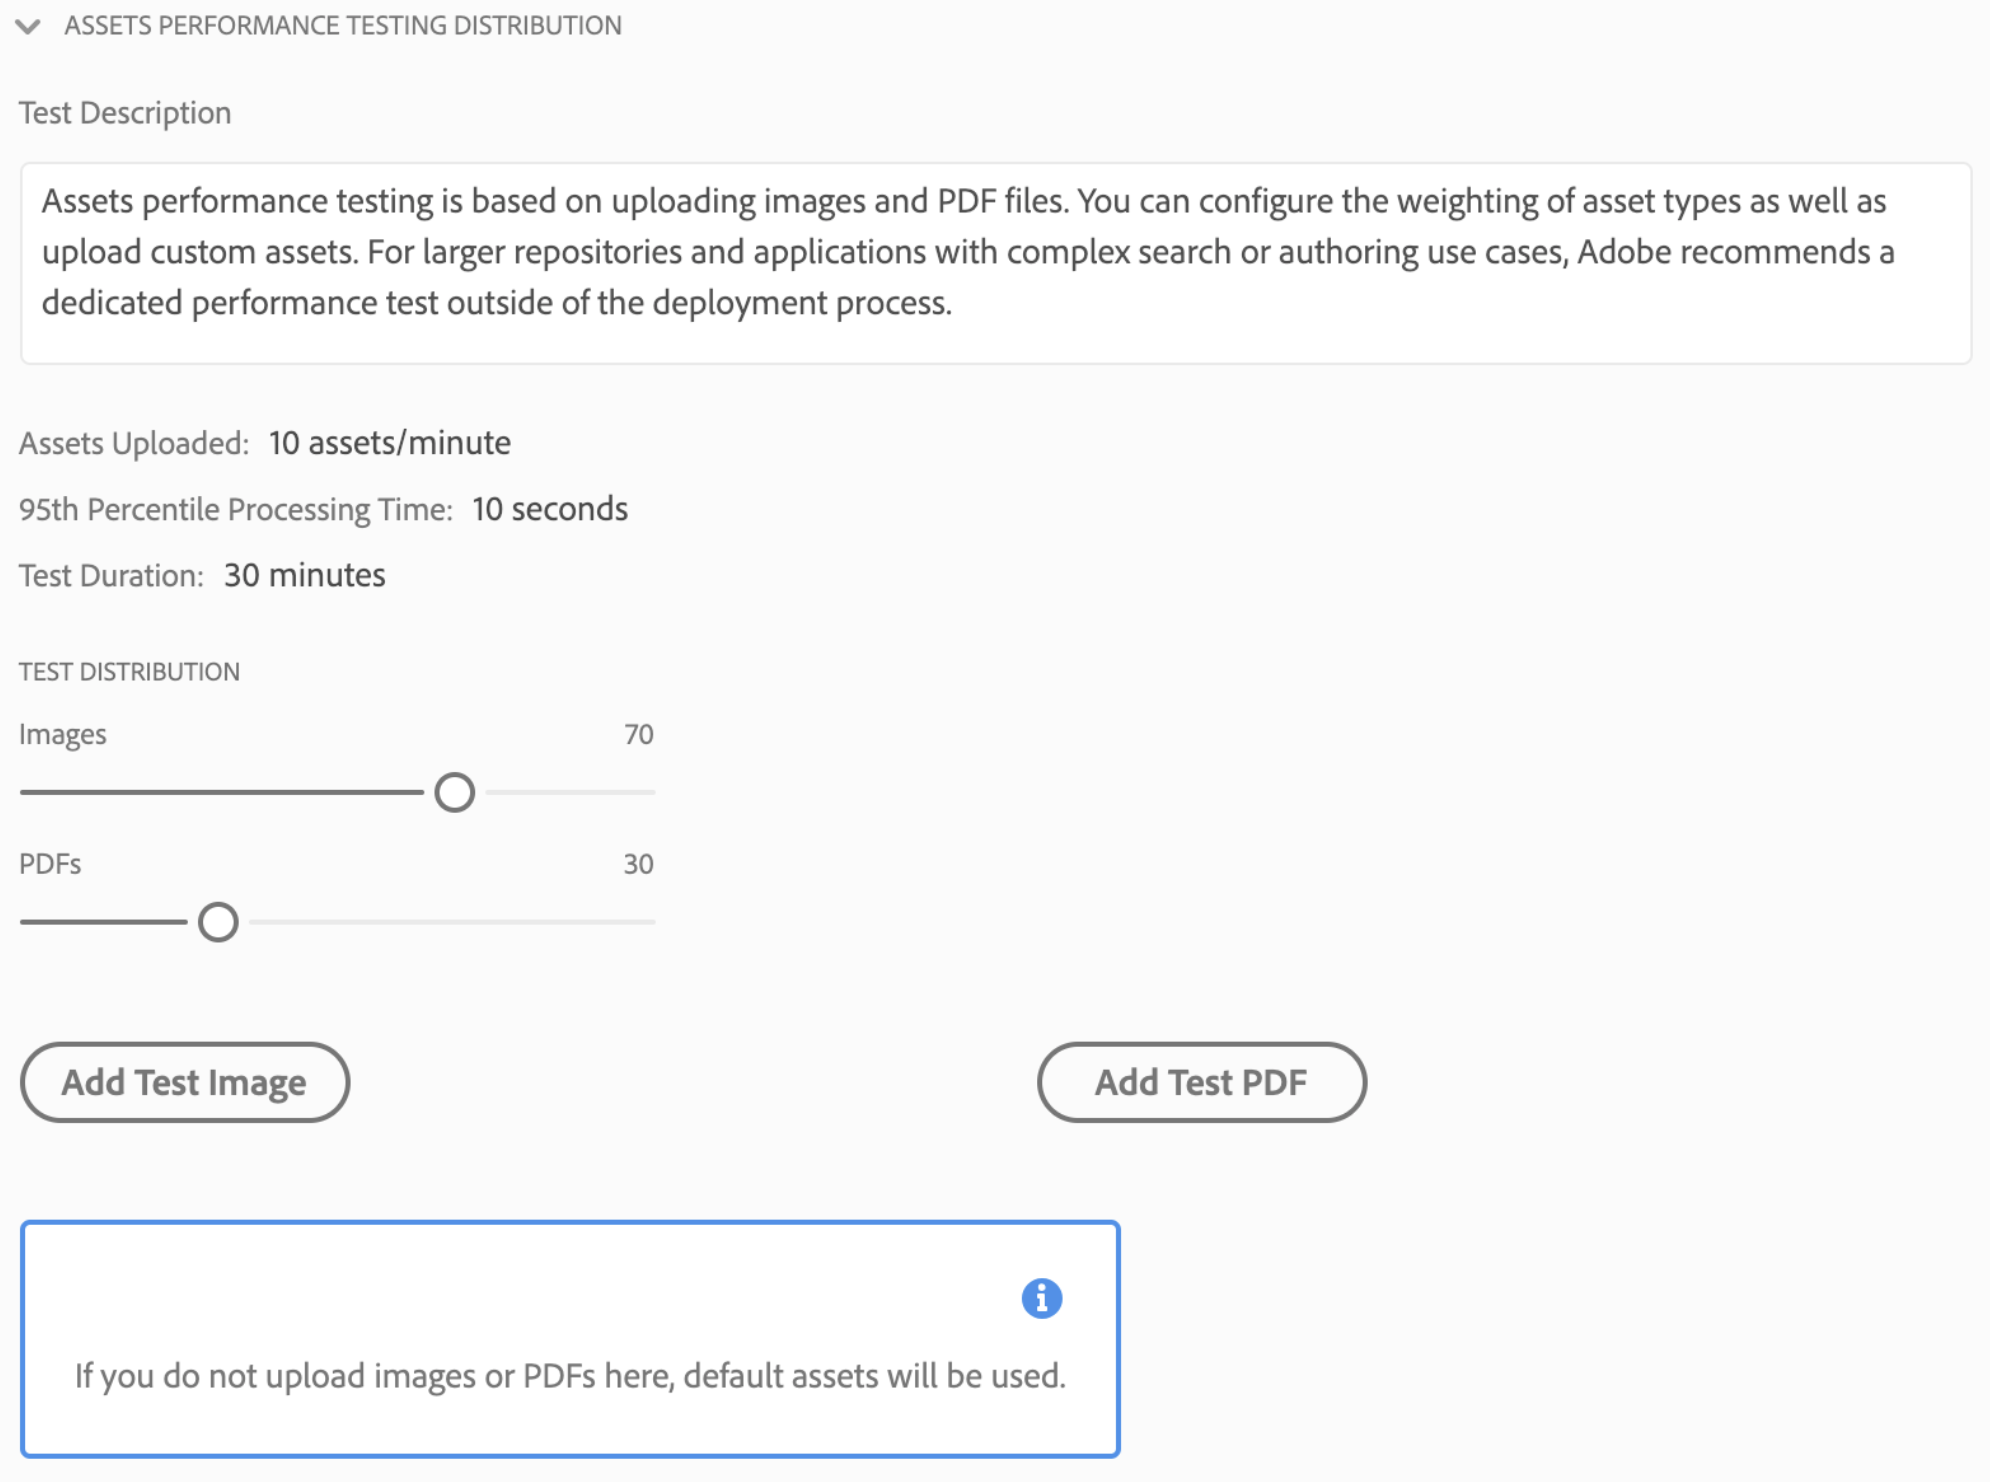 ASSETS PERFORMANCE TESTING DISTRIBUTION
Test Description
Assets performance testing is based on uploading images and PDF files. You can configure the weighting of asset types as well as
upload custom assets. For larger repositories and applications with complex search or authoring use cases, Adobe recommends a
dedicated performance test outside of the deployment process.
Assets Uploaded: 10 assets/minute
95th Percentile Processing Time: 10 seconds
Test Duration: 30 minutes
TEST DISTRIBUTION
Images 70
PDFs 30
Add Test Image Add Test PDF
If you do not upload images or PDFs here, default assets will be used.